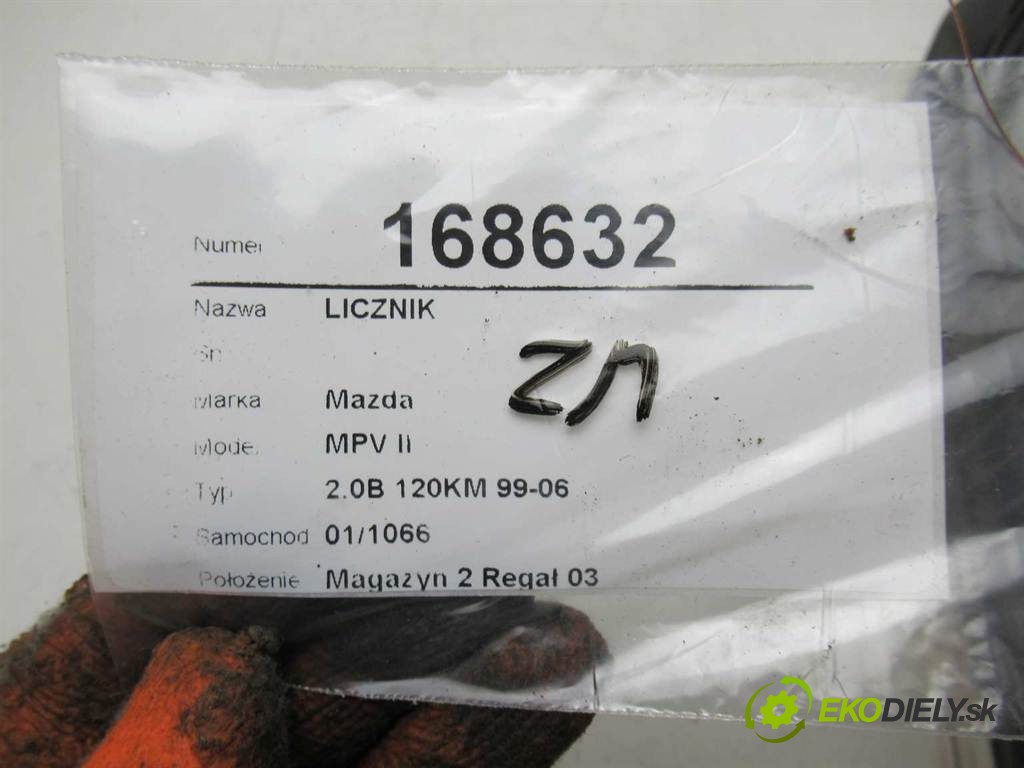 Numer 168632
Nazwa LICZNIK
Sn
Marka Mazda
Model MPV II
Typ 2.0B 120KM 99-06
Samochod 01/1066
Położenie Magazyn 2 Regał 03
EKODIELY.sk